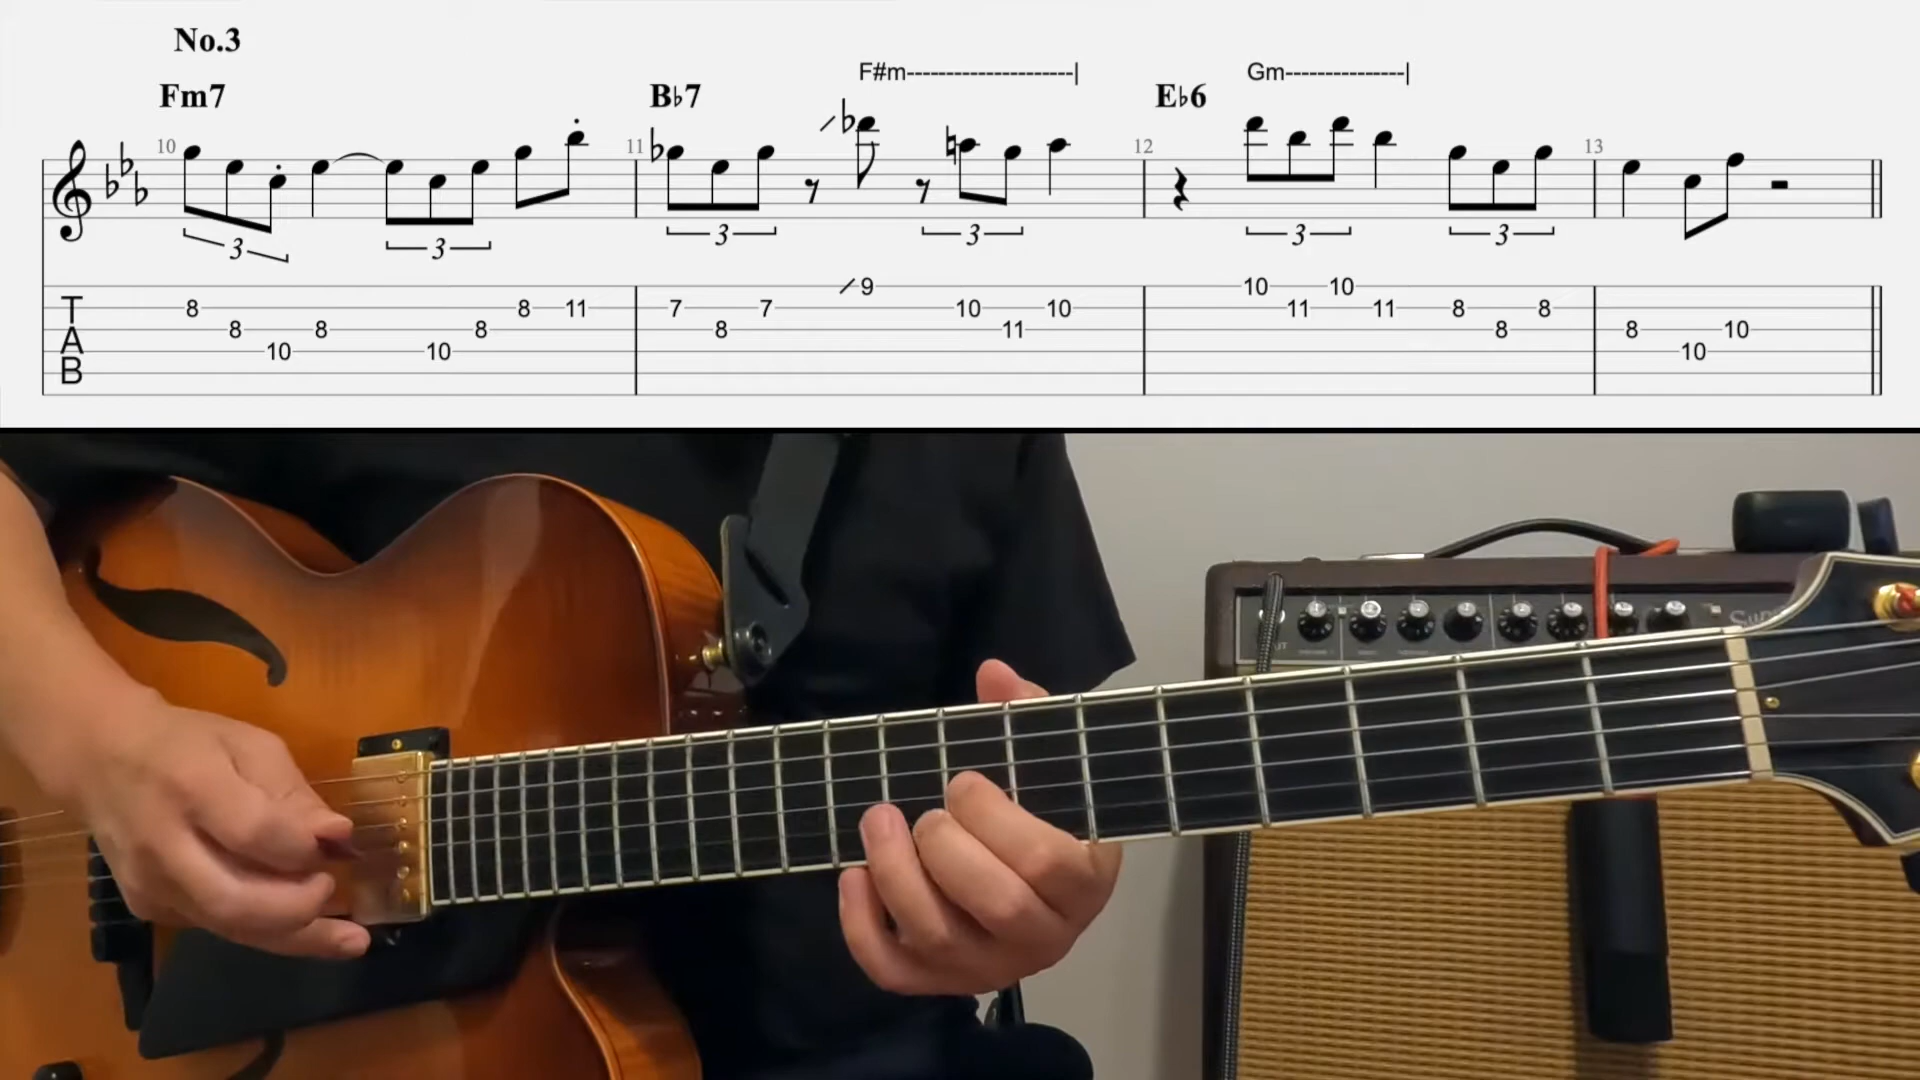 No.3
F#m---------------------| Gm---------------|
Fm7 B♭7 E♭6
10 11 12 13
3 3 3 3 3 3
T
A
B
/9 10 10
8 8 11 7 7 10 10 11 11 8 8
8 8 8 8 11 8 8 10
10 10 10